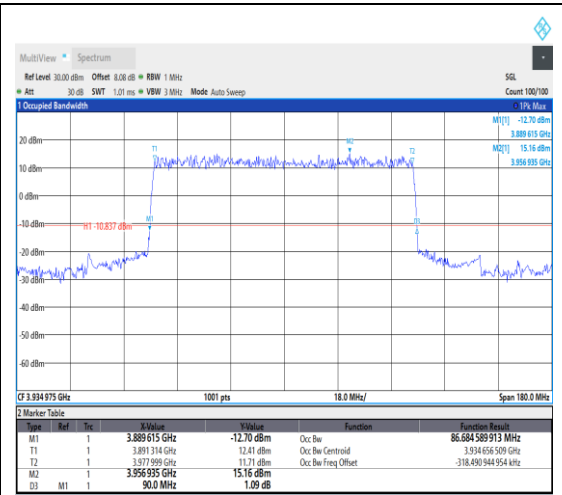 MultiView Spectrum
Ref Level 30.00 dBm Offset 8.08 dB RBW 1 MHz SGL
Att 30 dB SWT 1.01 ms VBW 3 MHz Mode Auto Sweep Count 100/100
1 Occupied Bandwidth 1Pk Max
M1[1] -12.70 dBm
3.889 615 GHz
M2[1] 15.16 dBm
3.956 935 GHz
20 dBm
T1 M2 T2
10 dBm
0 dBm
M1 D3
-10 dBm
H1 -10.837 dBm
-20 dBm
-30 dBm
-40 dBm
-50 dBm
-60 dBm
CF 3.934 975 GHz 1001 pts 18.0 MHz/ Span 180.0 MHz
2 Marker Table
Type Ref Trc X-Value Y-Value Function Function Result
M1 1 3.889 615 GHz -12.70 dBm Occ Bw 86.684 589 913 MHz
T1 1 3.891 314 GHz 12.41 dBm Occ Bw Centroid 3.934 656 509 GHz
T2 1 3.977 999 GHz 11.71 dBm Occ Bw Freq Offset -318.490 944 954 kHz
M2 1 3.956 935 GHz 15.16 dBm
D3 M1 1 90.0 MHz 1.09 dB